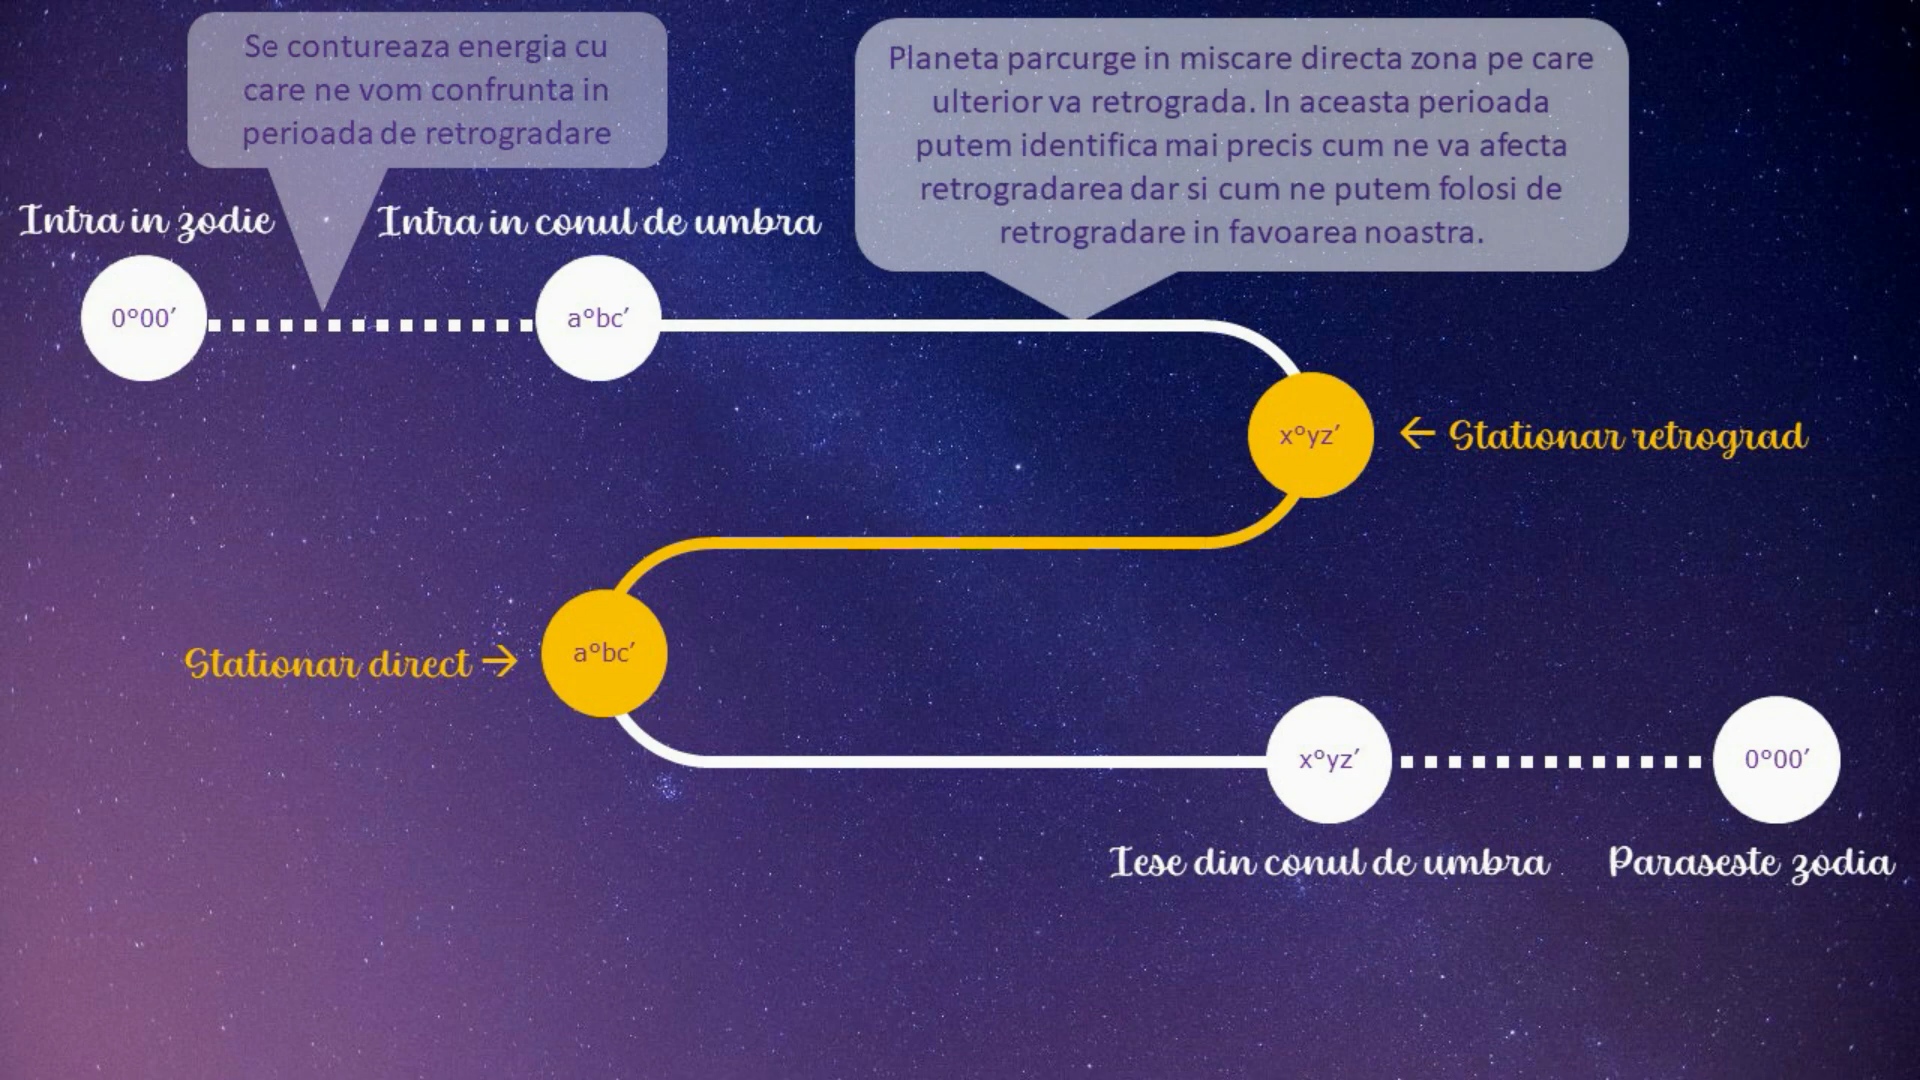 Se contureaza energia cu
care ne vom confrunta in
perioada de retrogradare
Planeta parcurge in miscare directa zona pe care
ulterior va retrograda. In aceasta perioada
putem identifica mai precis cum ne va afecta
retrogradarea dar si cum ne putem folosi de
retrogradare in favoarea noastra.
Intra in zodie
Intra in conul de umbra
0°00’
a°bc’
x°yz’
← Stationar retrograd
Stationar direct →
a°bc’
x°yz’
0°00’
Iese din conul de umbra
Paraseste zodia